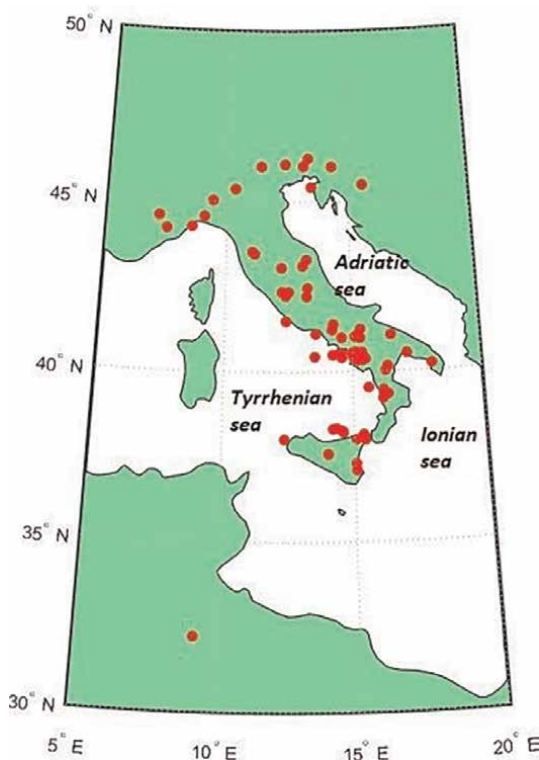 50° N
45° N
Adriatic
sea
40° N
Tyrrhenian
sea
Ionian
sea
35° N
30° N
5° E
10° E
15° E
20° E